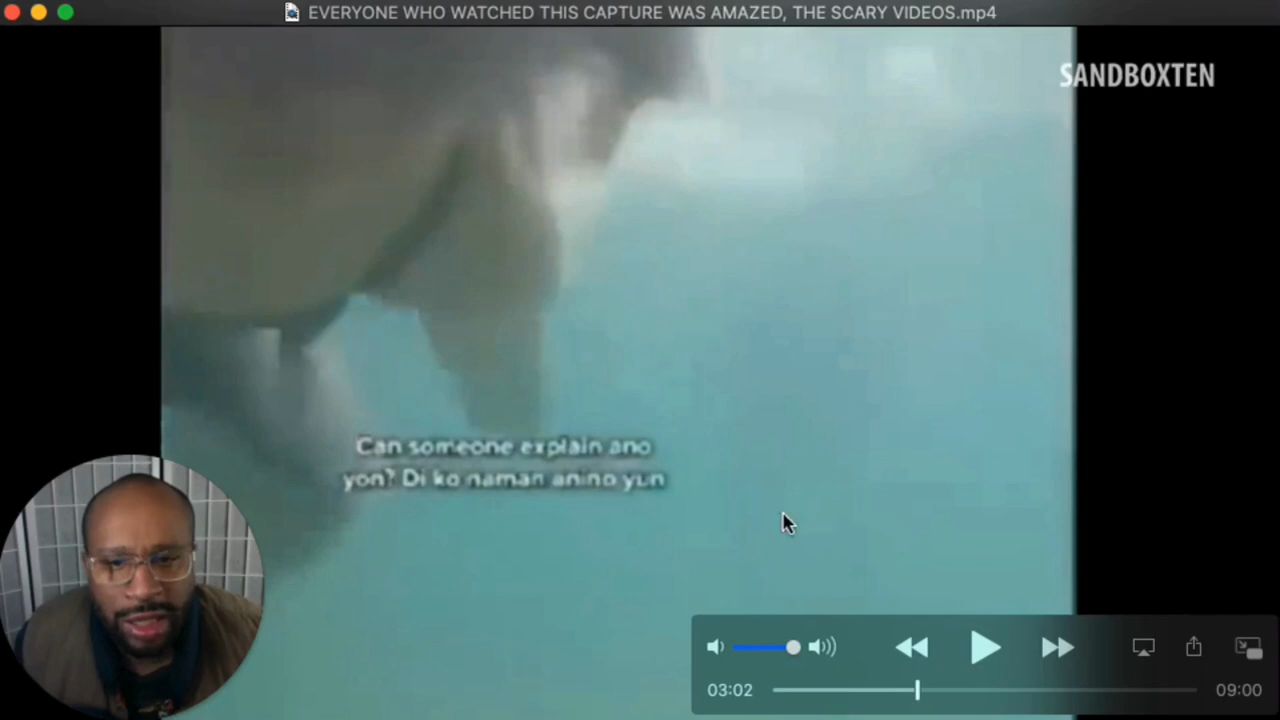 EVERYONE WHO WATCHED THIS CAPTURE WAS AMAZED, THE SCARY VIDEOS.mp4
SANDBOXTEN
Can someone explain ano
yon? Di ko naman anino yun
03:02
09:00